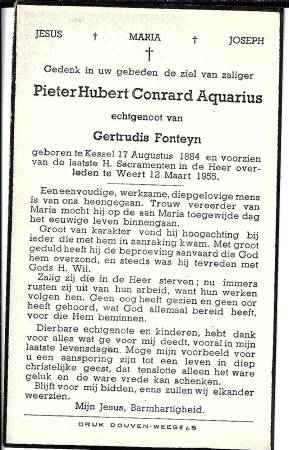 JESUS † MARIA † JOSEPH
†
Gedenk in uw gebeden de ziel van zaliger
Pieter Hubert Conrard Aquarius
echtgenoot van
Gertrudis Fonteyn
geboren te Kessel 17 Augustus 1884 en voorzien
van de laatste H. Sacramenten in de Heer over-
leden te Weert 12 Maart 1955.
Een eenvoudige, werkzame, diepgelovige mens
is van ons heengegaan. Trouw vereerder van
Maria mocht hij op de aan Maria toegewijde dag
het eeuwige leven binnengaan.
Groot van karakter vond hij hoogachting bij
ieder die met hem in aanraking kwam. Met groot
geduld heeft hij de beproeving aanvaard die God
hem overzond, en steeds was hij tevreden met
Gods H. Wil.
Zalig zij die in de Heer sterven; nu immers
rusten zij uit van hun arbeid, want hun werken
volgen hen. Geen oog heeft gezien en geen oor
heeft gehoord, wat God allemaal bereid heeft,
voor die Hem beminnen.
Dierbare echtgenote en kinderen, hebt dank
voor alles wat ge voor mij deedt, vooral in mijn
laatste levensdagen. Moge mijn voorbeeld voor
u een aansporing zijn tot een leven in diep
christelijke geest, dat tenslotte alleen het ware
geluk en de ware vrede kan schenken.
Blijft voor mij bidden, eens zullen wij elkander
weerzien.
Mijn Jesus, Barmhartigheid.
DRUK DOUVEN-WEEGELS